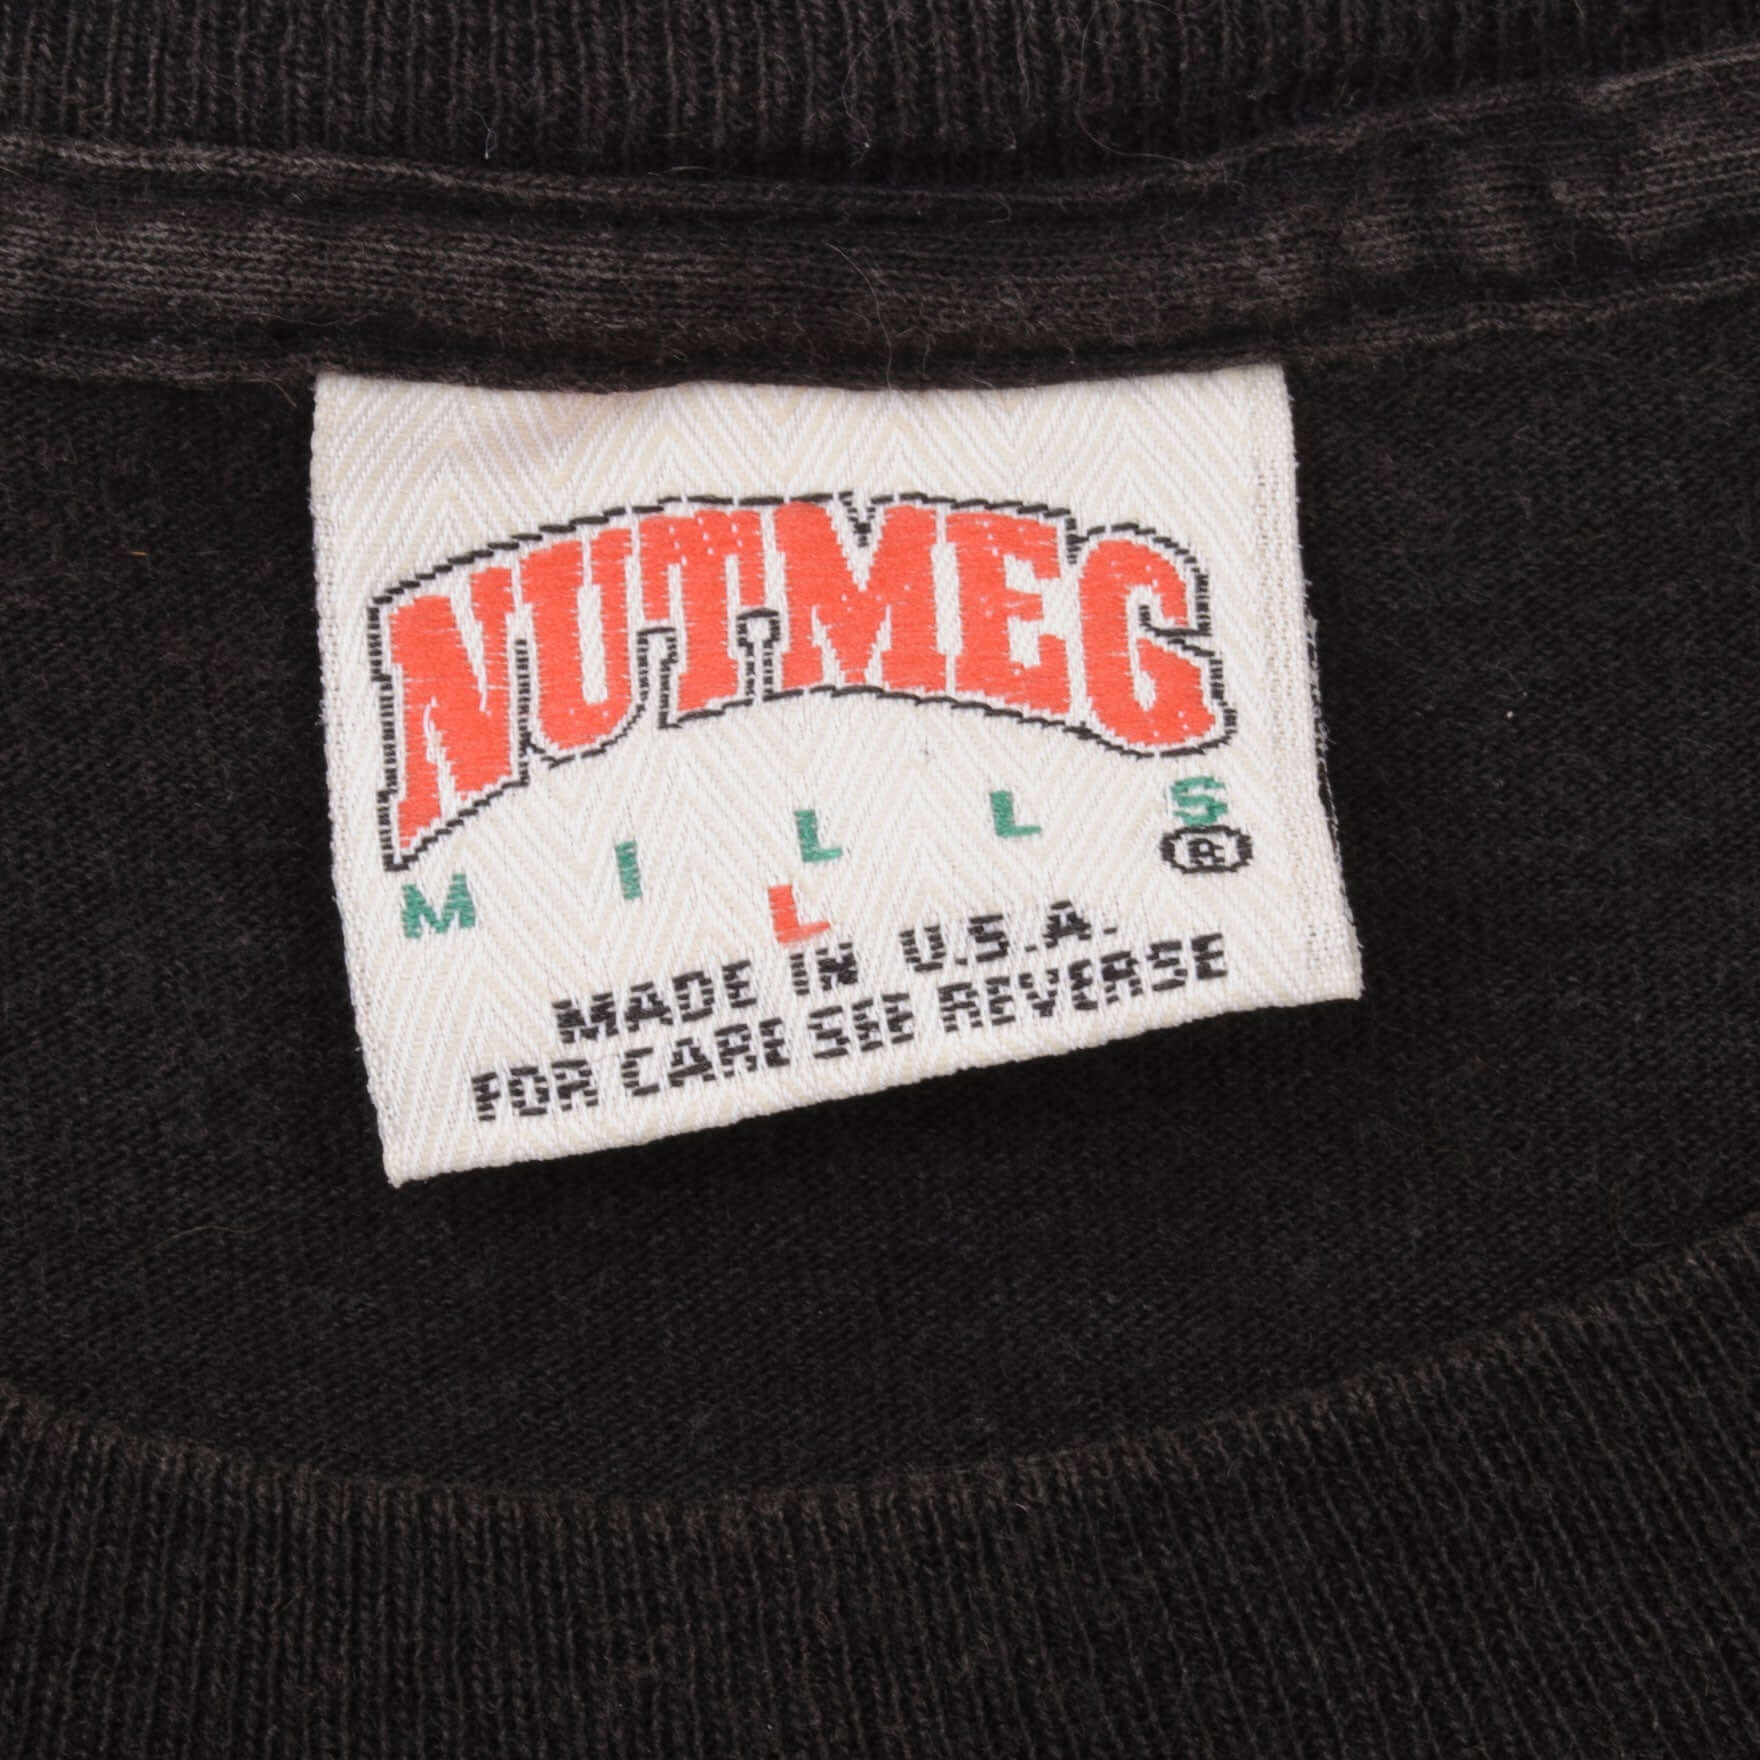 NUTMEG
MILLS
®
L
MADE IN U.S.A.
FOR CARE SEE REVERSE